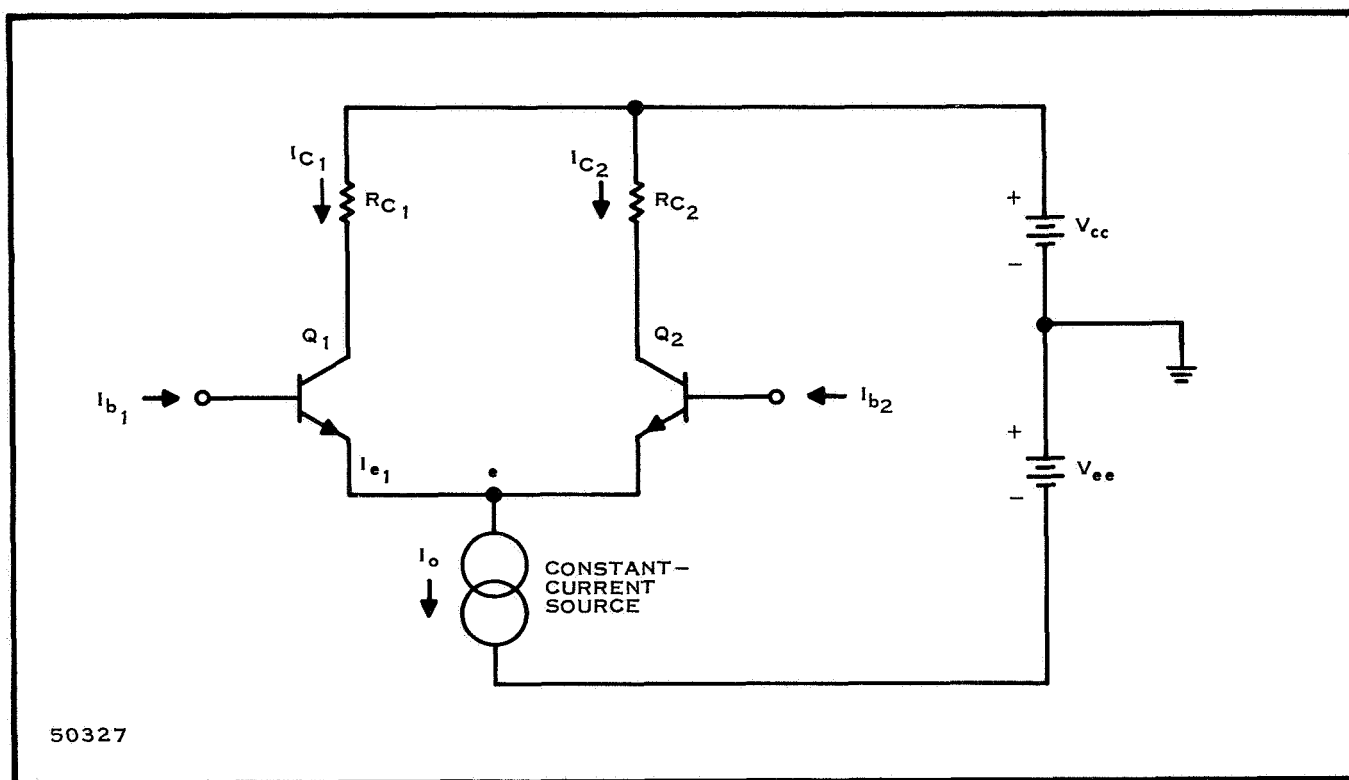 IC1
RC1
IC2
RC2
+
Vcc
−
Q1
Q2
Ib1
Ib2
Ie1
e
+
Vee
−
Io
CONSTANT-
CURRENT
SOURCE
50327